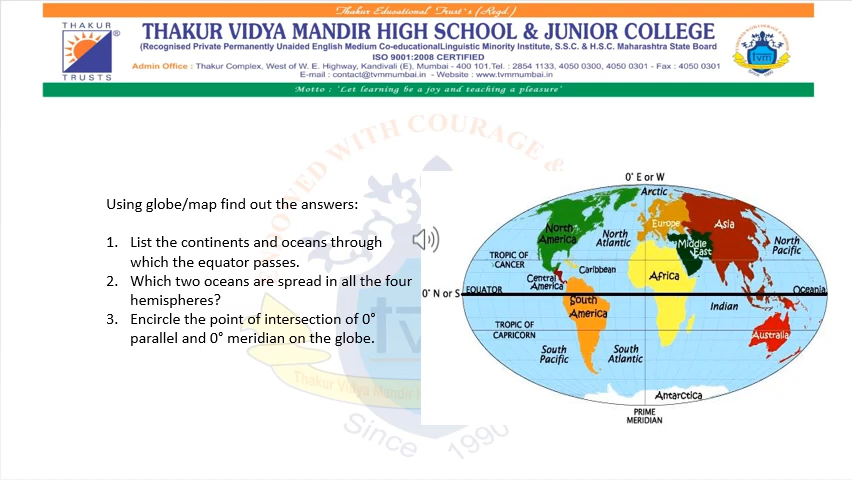 Thakur Educational Trust's (Regd.)
THAKUR
®
TRUSTS
THAKUR VIDYA MANDIR HIGH SCHOOL & JUNIOR COLLEGE
(Recognised Private Permanently Unaided English Medium Co-educationalLinguistic Minority Institute, S.S.C. & H.S.C. Maharashtra State Board
ISO 9001:2008 CERTIFIED
Admin Office : Thakur Complex, West of W. E. Highway, Kandivali (E), Mumbai - 400 101. Tel. : 2854 1133, 4050 0300, 4050 0301 - Fax : 4050 0301
E-mail : contact@tvmmumbai.in - Website : www.tvmmumbai.in
tvm
Motto : 'Let learning be a joy and teaching a pleasure'
WITH COURAGE &
Using globe/map find out the answers:
1. List the continents and oceans through
which the equator passes.
2. Which two oceans are spread in all the four
hemispheres?
3. Encircle the point of intersection of 0°
parallel and 0° meridian on the globe.
Thakur Vidya Mandir
Since 1990
0° E or W
Arctic
North
America
North
Atlantic
Europe
Asia
Middle
East
North
Pacific
TROPIC OF
CANCER
Caribbean
Central
America
Africa
0° N or S
EQUATOR
Oceania
South
America
Indian
TROPIC OF
CAPRICORN
Australia
South
Pacific
South
Atlantic
Antarctica
PRIME
MERIDIAN